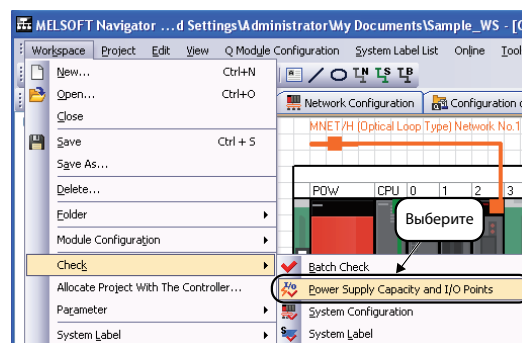 MELSOFT Navigator ...d Settings\Administrator\My Documents\Sample_WS - [
Workspace Project Edit View Q Module Configuration System Label List Online Tool
New... Ctrl+N
Open... Ctrl+O
Close
Network Configuration Configuration
MNET/H (Optical Loop Type) Network No.1
Save Ctrl + S
Save As...
Delete...
POW CPU 0 1 2 3
Folder
Выберите
Module Configuration
Check
Batch Check
Allocate Project With The Controller...
Power Supply Capacity and I/O Points
Parameter
System Configuration
System Label
System Label